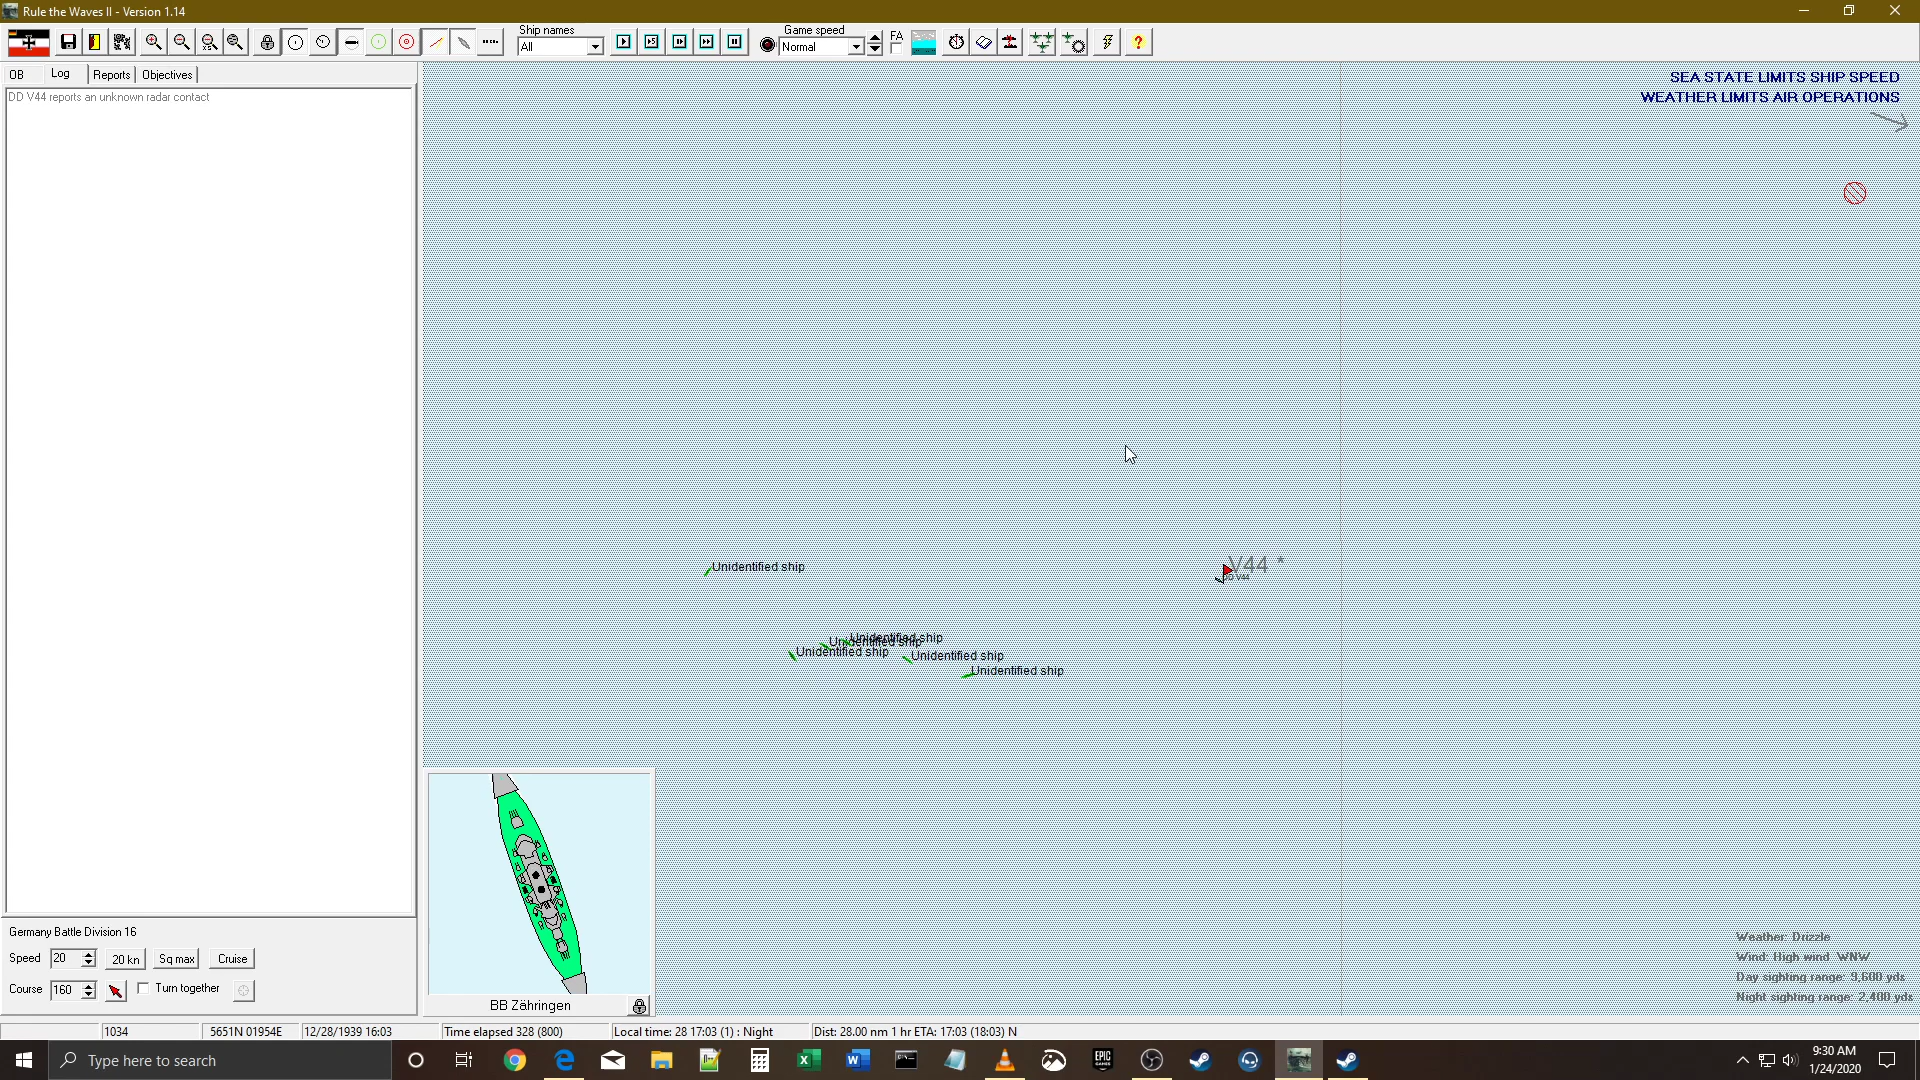 Rule the Waves II - Version 1.14
Ship names
All
Game speed
Normal
FA
OB
Log
Reports
Objectives
DD V44 reports an unknown radar contact
SEA STATE LIMITS SHIP SPEED
WEATHER LIMITS AIR OPERATIONS
Unidentified ship
V44 *
DD V44
Unidentified ship
Unidentified ship
Unidentified ship
Unidentified ship
Unidentified ship
Germany Battle Division 16
Speed 20 20 kn Sq max Cruise
Course 160 Turn together
BB Zähringen
Weather: Drizzle
Wind: High wind WNW
Day sighting range: 9,600 yds
Night sighting range: 2,400 yds
1034 5651N 01954E 12/28/1939 16:03 Time elapsed 328 (800) Local time: 28 17:03 (1) : Night Dist: 28.00 nm 1 hr ETA: 17:03 (18:03) N
Type here to search
EPIC
GAMES
9:30 AM
1/24/2020